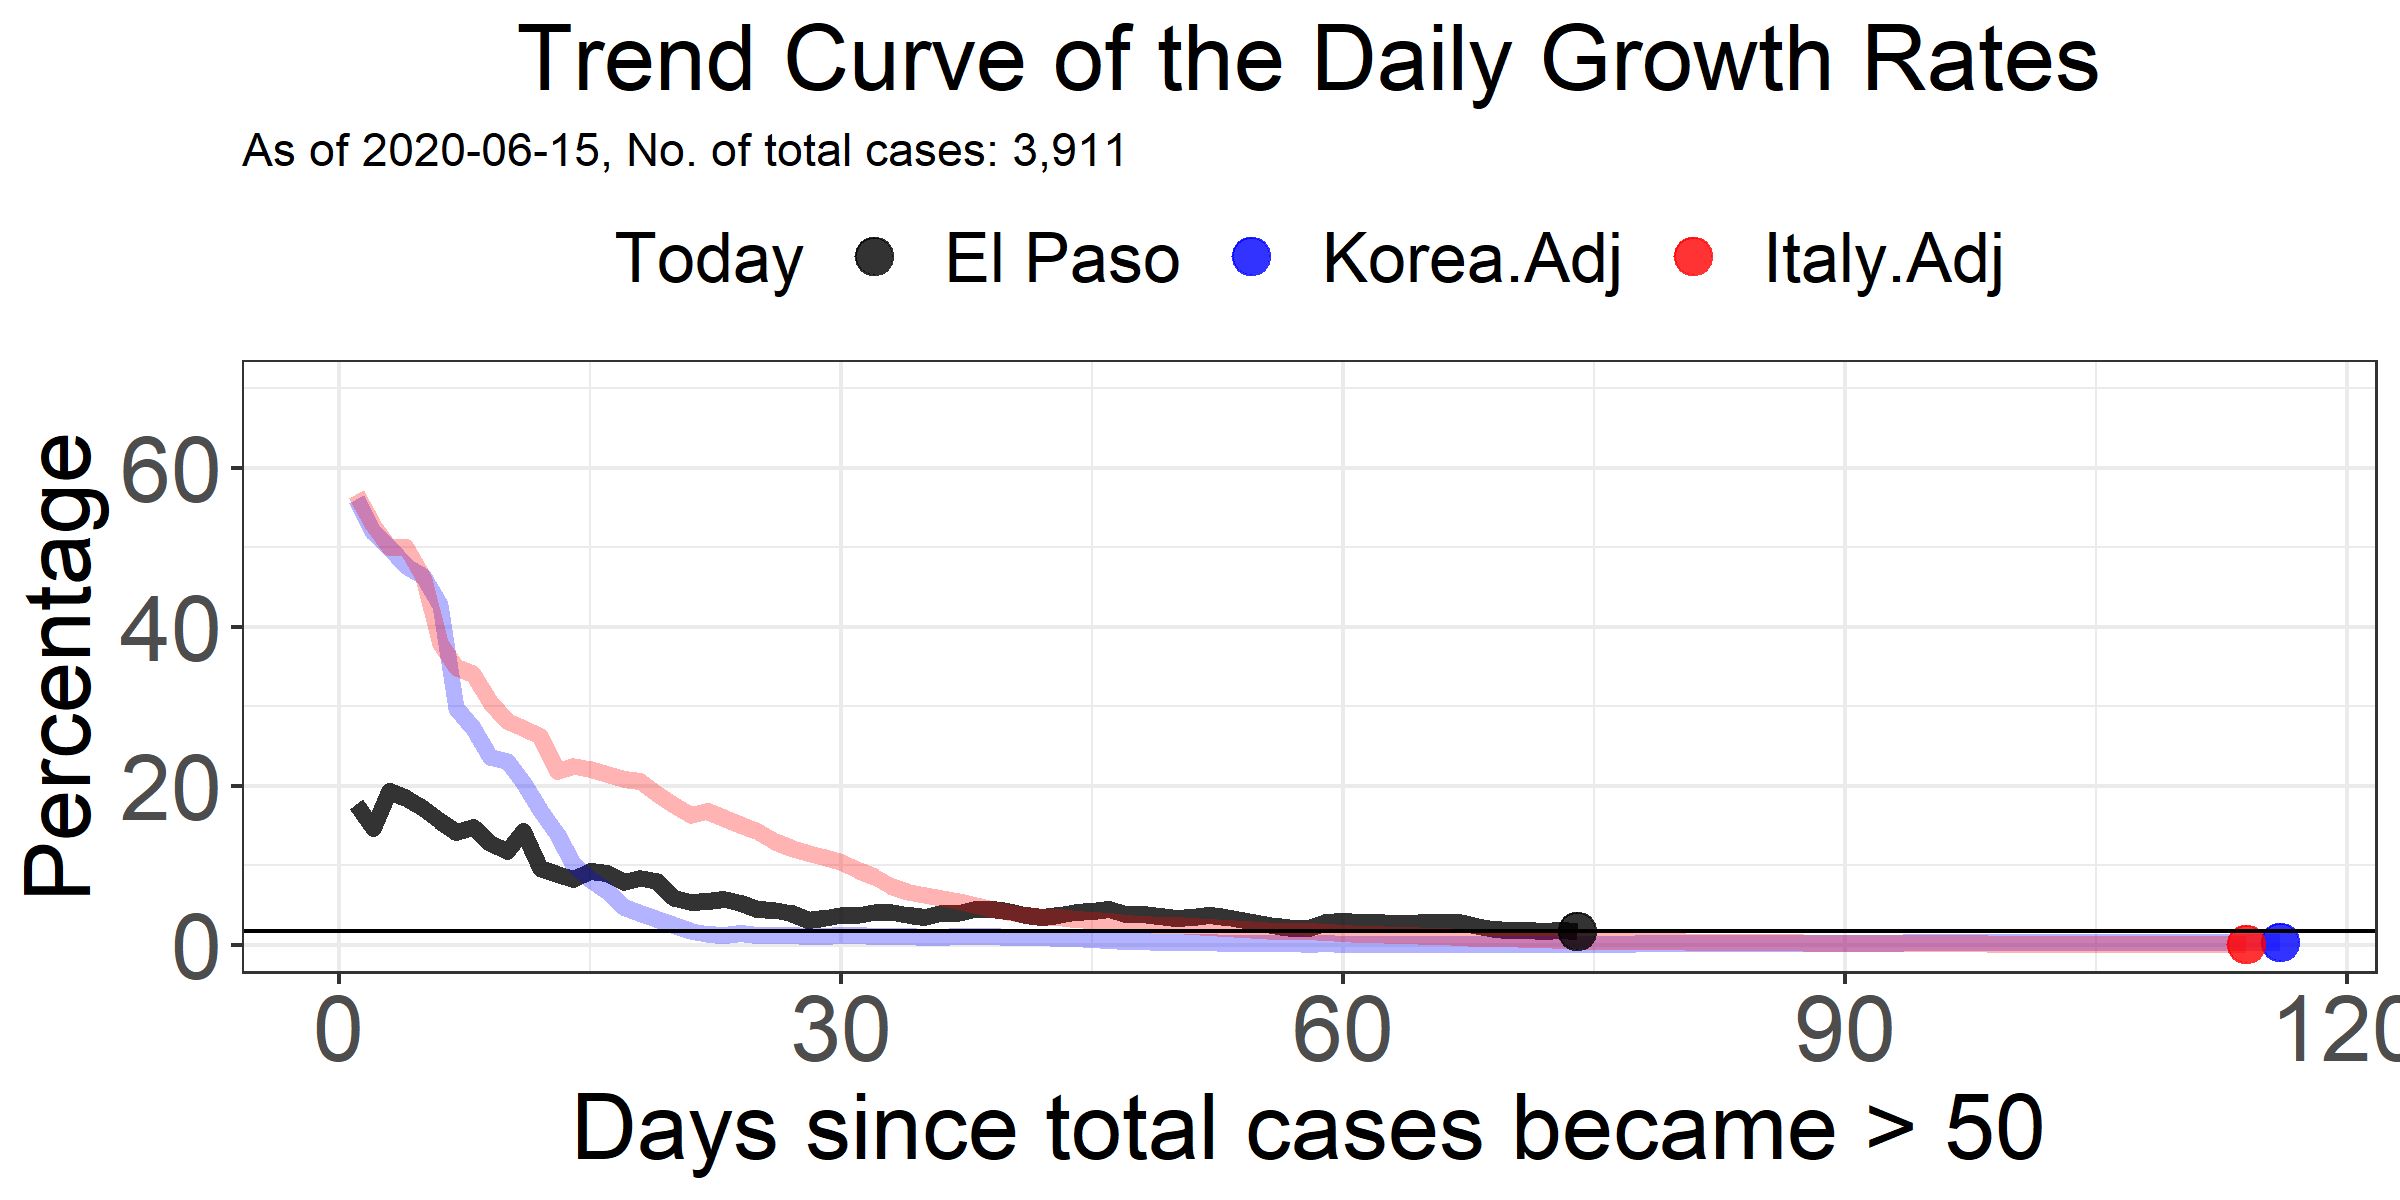 Trend Curve of the Daily Growth Rates
As of 2020-06-15, No. of total cases: 3,911
Today El Paso Korea.Adj Italy.Adj
Percentage
60
40
20
0
0 30 60 90 120
Days since total cases became > 50